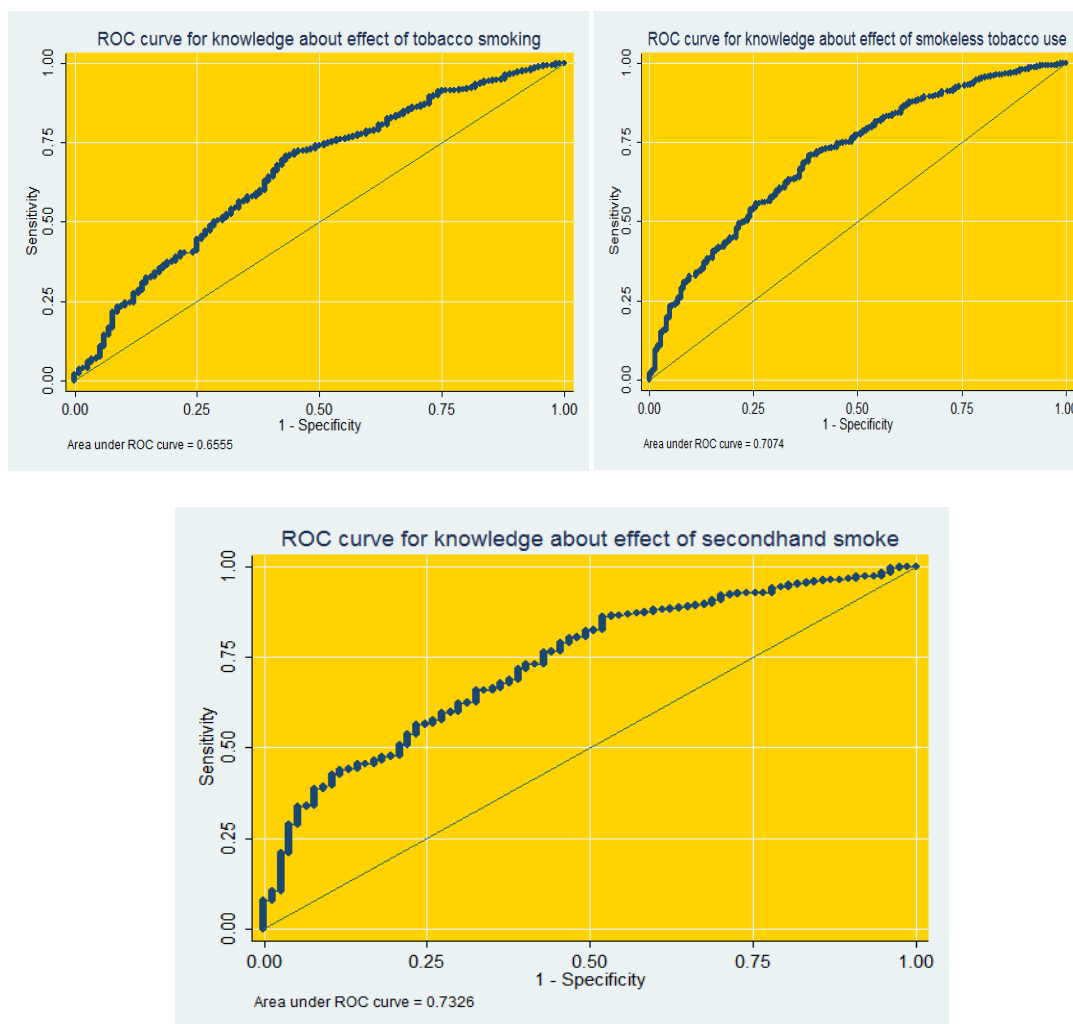 ROC curve for knowledge about effect of tobacco smoking
1.00
0.75
0.50
0.25
0.00
Sensitivity
0.00 0.25 0.50 0.75 1.00
1 - Specificity
Area under ROC curve = 0.6555
ROC curve for knowledge about effect of smokeless tobacco use
1.00
0.75
0.50
0.25
0.00
Sensitivity
0.00 0.25 0.50 0.75 1.00
1 - Specificity
Area under ROC curve = 0.7074
ROC curve for knowledge about effect of secondhand smoke
1.00
0.75
0.50
0.25
0.00
Sensitivity
0.00 0.25 0.50 0.75 1.00
1 - Specificity
Area under ROC curve = 0.7326